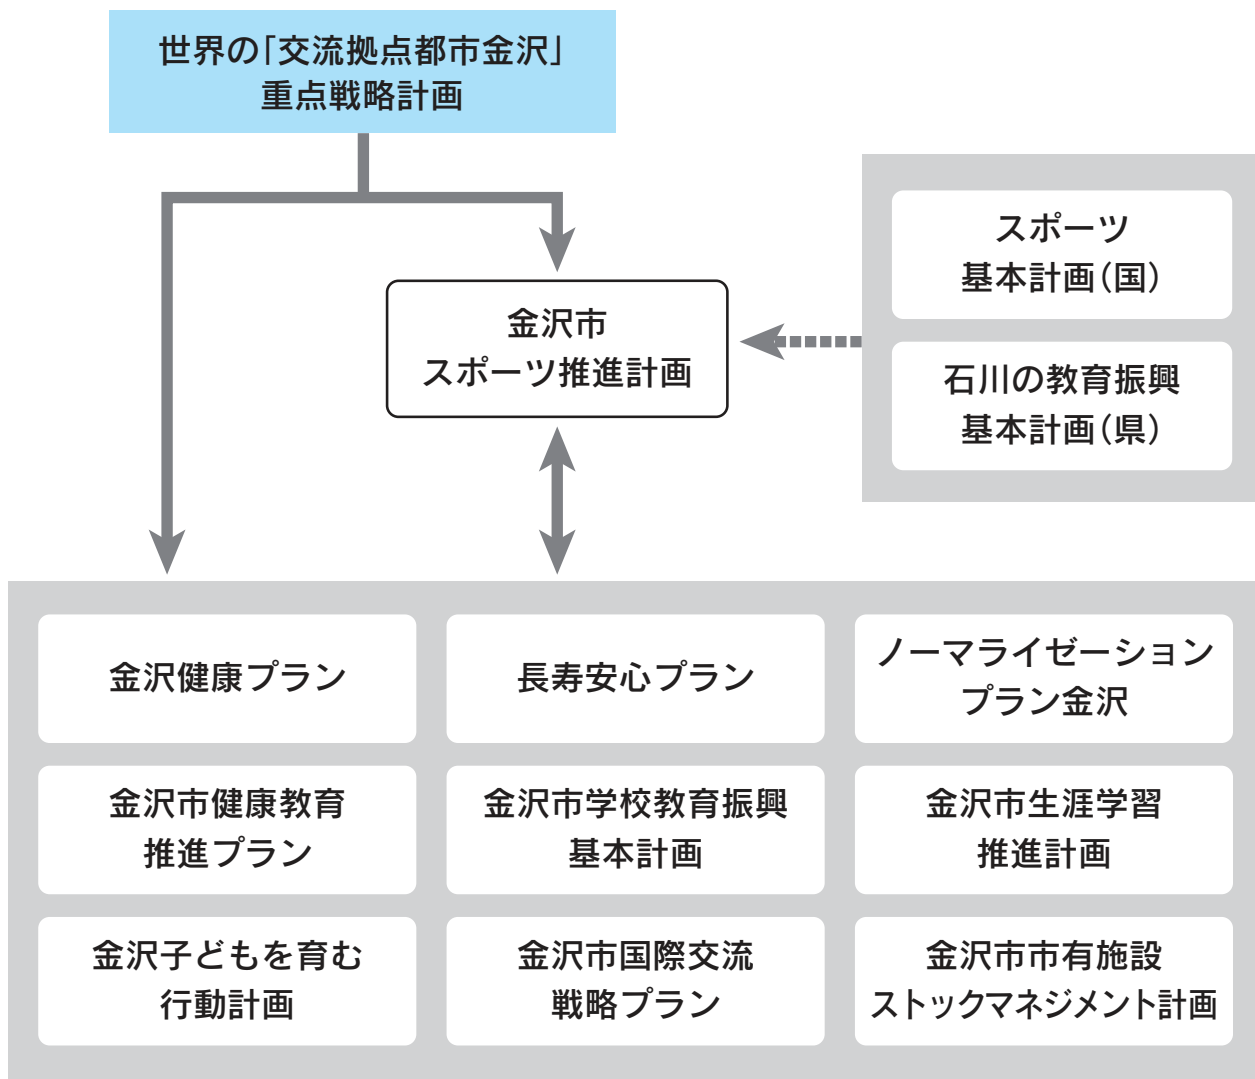 世界の「交流拠点都市金沢」
重点戦略計画
スポーツ
基本計画(国)
石川の教育振興
基本計画(県)
金沢市
スポーツ推進計画
金沢健康プラン
長寿安心プラン
ノーマライゼーション
プラン金沢
金沢市健康教育
推進プラン
金沢市学校教育振興
基本計画
金沢市生涯学習
推進計画
金沢子どもを育む
行動計画
金沢市国際交流
戦略プラン
金沢市市有施設
ストックマネジメント計画